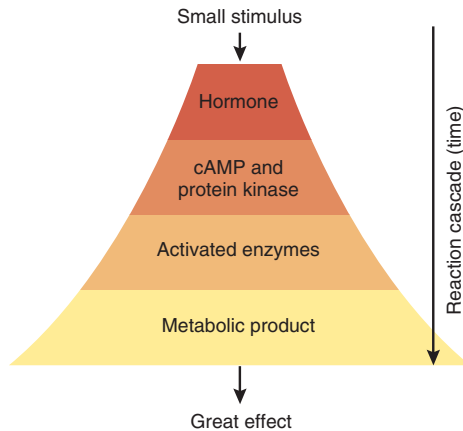 Small stimulus
Hormone
cAMP and
protein kinase
Activated enzymes
Metabolic product
Great effect
Reaction cascade (time)